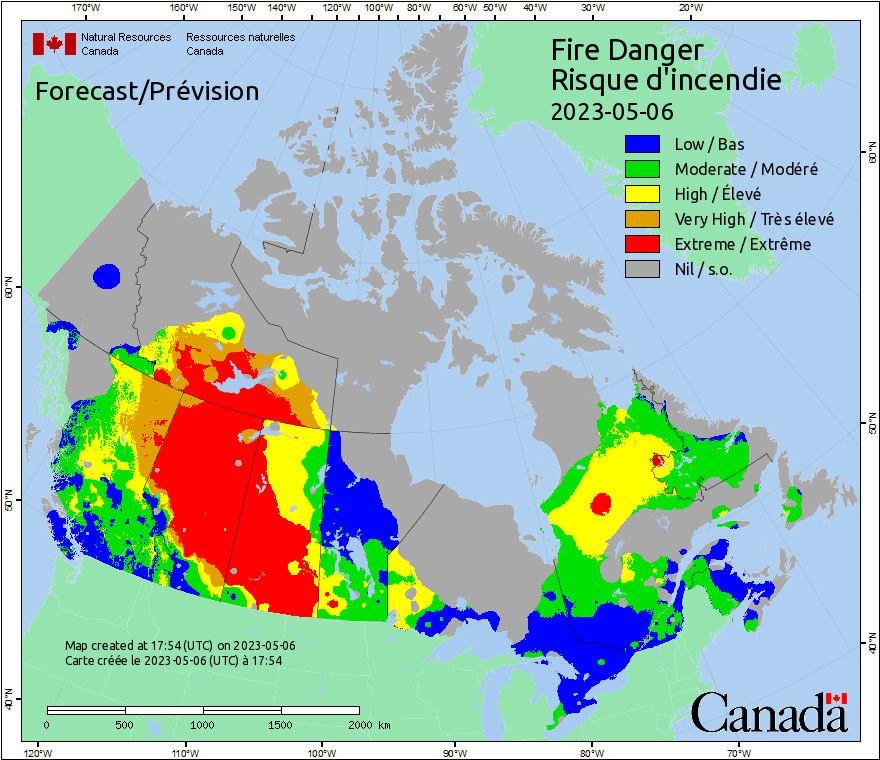 170°W 160°W 150°W 140°W 130°W 120°W 110°W 100°W 90°W 80°W 70°W 60°W 50°W 40°W 30°W 20°W
Natural Resources Ressources naturelles
Canada Canada
Forecast/Prévision
Fire Danger
Risque d'incendie
2023-05-06
Low / Bas
Moderate / Modéré
High / Élevé
Very High / Très élevé
Extreme / Extrême
Nil / s.o.
60°N
60°N
50°N
50°N
40°N
40°N
Map created at 17:54 (UTC) on 2023-05-06
Carte créée le 2023-05-06 (UTC) à 17:54
0 500 1000 1500 2000 km
Canada
120°W 110°W 100°W 90°W 80°W 70°W